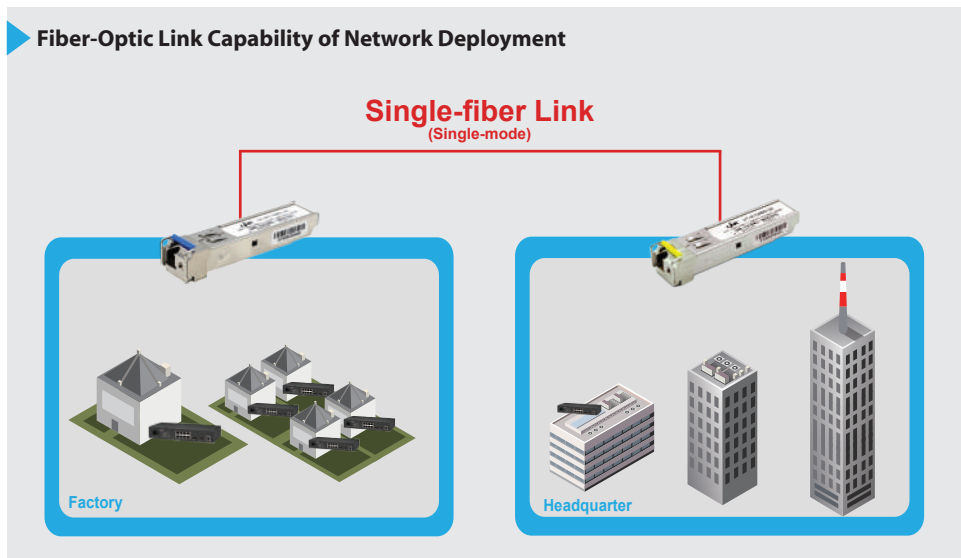 Fiber-Optic Link Capability of Network Deployment
Single-fiber Link
(Single-mode)
Factory
Headquarter